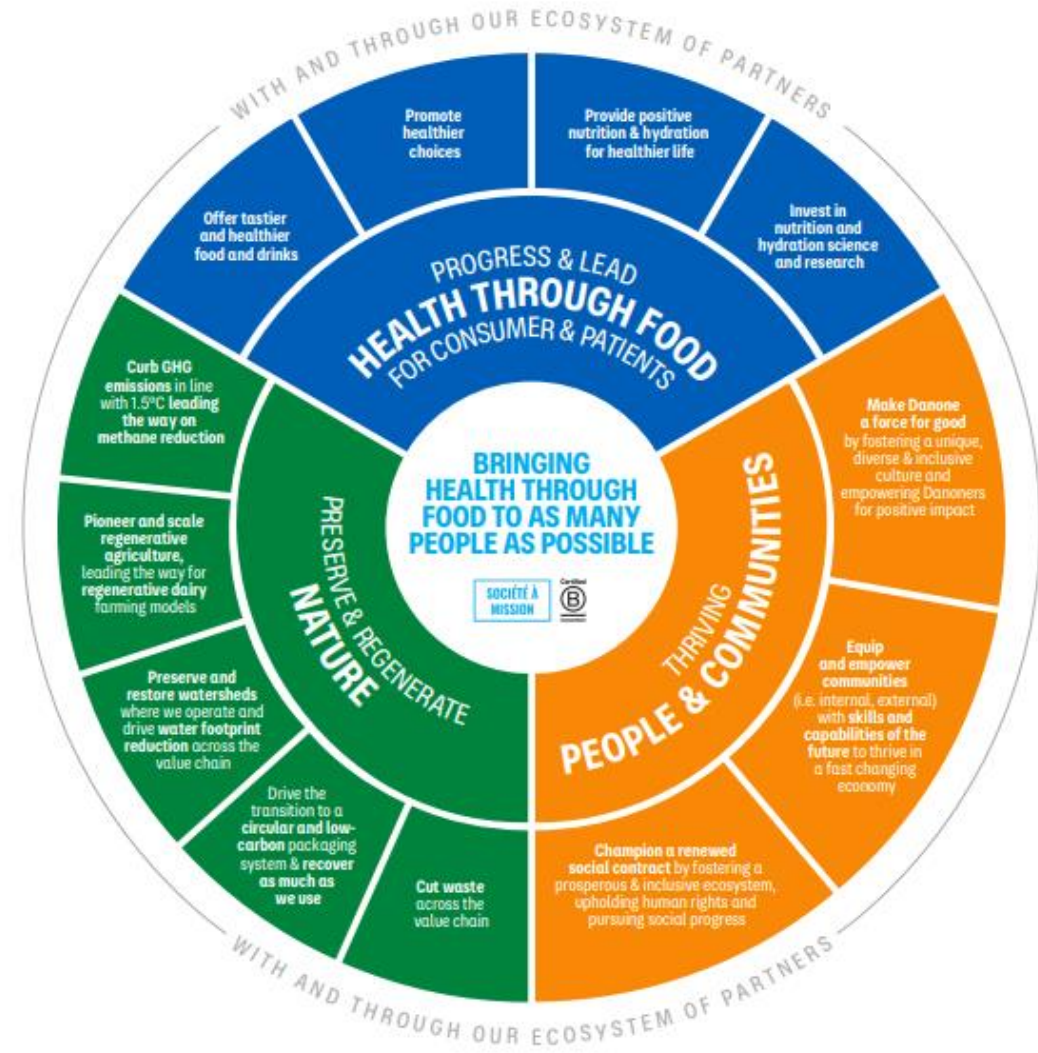 WITH AND THROUGH OUR ECOSYSTEM OF PARTNERS
Offer tastier
and healthier
food and drinks
Promote
healthier
choices
Provide positive
nutrition & hydration
for healthier life
Invest in
nutrition and
hydration science
and research
PROGRESS & LEAD
HEALTH THROUGH FOOD
FOR CONSUMER & PATIENTS
Curb GHG
emissions in line
with 1.5°C leading
the way on
methane reduction
Pioneer and scale
regenerative
agriculture,
leading the way for
regenerative dairy
farming models
Preserve and
restore watersheds
where we operate and
drive water footprint
reduction across the
value chain
Drive the
transition to a
circular and low-
carbon packaging
system & recover
as much as
we use
Cut waste
across the
value chain
PRESERVE & REGENERATE
NATURE
BRINGING
HEALTH THROUGH
FOOD TO AS MANY
PEOPLE AS POSSIBLE
SOCIÉTÉ À
MISSION
Certified
B
THRIVING
PEOPLE & COMMUNITIES
Make Danone
a force for good
by fostering a unique,
diverse & inclusive
culture and
empowering Danoners
for positive impact
Equip
and empower
communities
(i.e. internal, external)
with skills and
capabilities of the
future to thrive in
a fast changing
economy
Champion a renewed
social contract by fostering a
prosperous & inclusive ecosystem,
upholding human rights and
pursuing social progress
WITH AND THROUGH OUR ECOSYSTEM OF PARTNERS